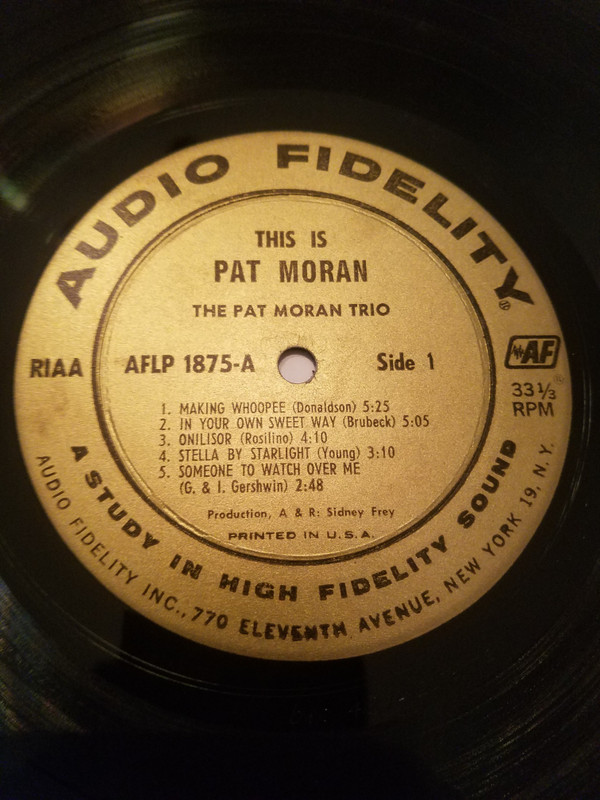 AUDIO FIDELITY®
THIS IS
PAT MORAN
THE PAT MORAN TRIO
RIAA
AFLP 1875-A
Side 1
AF
33 1/3
RPM
1. MAKING WHOOPEE (Donaldson) 5:25
2. IN YOUR OWN SWEET WAY (Brubeck) 5:05
3. ONILISOR (Rosilino) 4:10
4. STELLA BY STARLIGHT (Young) 3:10
5. SOMEONE TO WATCH OVER ME
(G. & I. Gershwin) 2:48
Production, A & R: Sidney Frey
PRINTED IN U.S.A.
A STUDY IN HIGH FIDELITY SOUND
AUDIO FIDELITY INC., 770 ELEVENTH AVENUE, NEW YORK 19, N.Y.